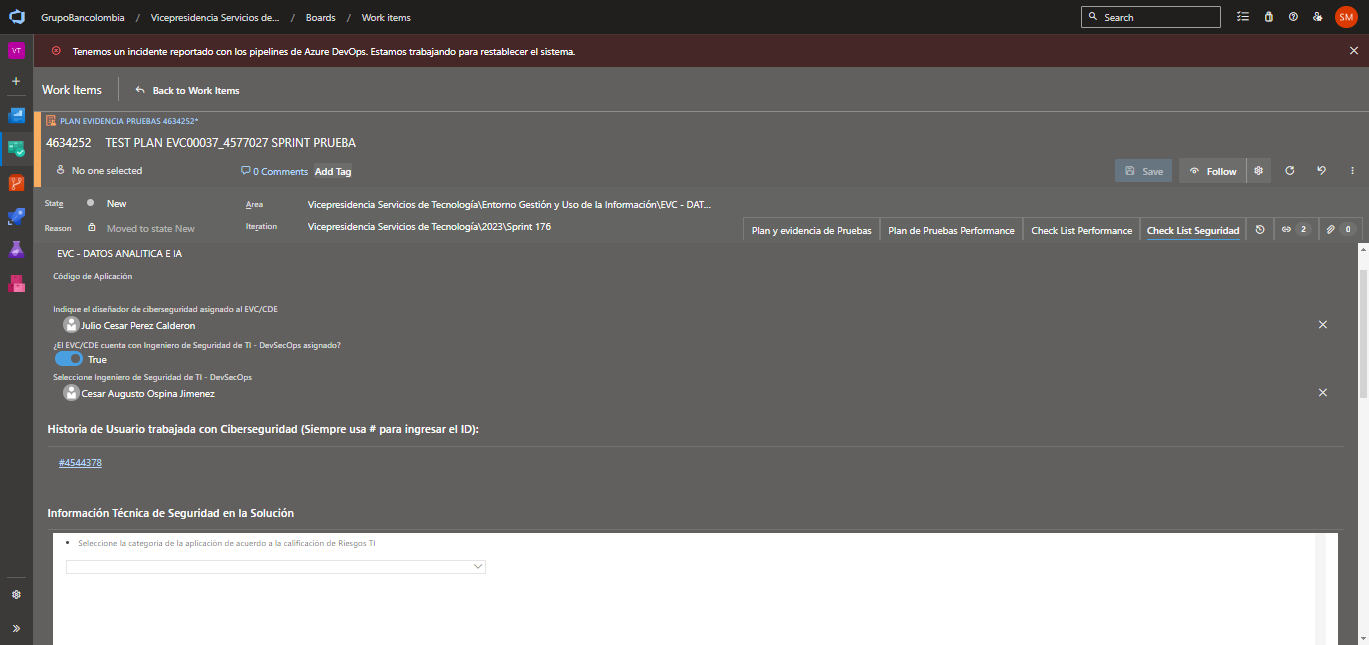 GrupoBancolombia / Vicepresidencia Servicios de... / Boards / Work items
Search
SM
VT
Tenemos un incidente reportado con los pipelines de Azure DevOps. Estamos trabajando para restablecer el sistema.
Work Items
Back to Work Items
PLAN EVIDENCIA PRUEBAS 4634252*
4634252 TEST PLAN EVC00037_4577027 SPRINT PRUEBA
No one selected
0 Comments
Add Tag
Save
Follow
State New
Area Vicepresidencia Servicios de Tecnología\Entorno Gestión y Uso de la Información\EVC - DAT...
Reason Moved to state New
Iteration Vicepresidencia Servicios de Tecnología\2023\Sprint 176
Plan y evidencia de Pruebas
Plan de Pruebas Performance
Check List Performance
Check List Seguridad
2
0
EVC - DATOS ANALITICA E IA
Código de Aplicación
Indique el diseñador de ciberseguridad asignado al EVC/CDE
Julio Cesar Perez Calderon
¿El EVC/CDE cuenta con Ingeniero de Seguridad de TI - DevSecOps asignado?
True
Seleccione Ingeniero de Seguridad de TI - DevSecOps
Cesar Augusto Ospina Jimenez
Historia de Usuario trabajada con Ciberseguridad (Siempre usa # para ingresar el ID):
#4544378
Información Técnica de Seguridad en la Solución
• Seleccione la categoría de la aplicación de acuerdo a la calificación de Riesgos TI